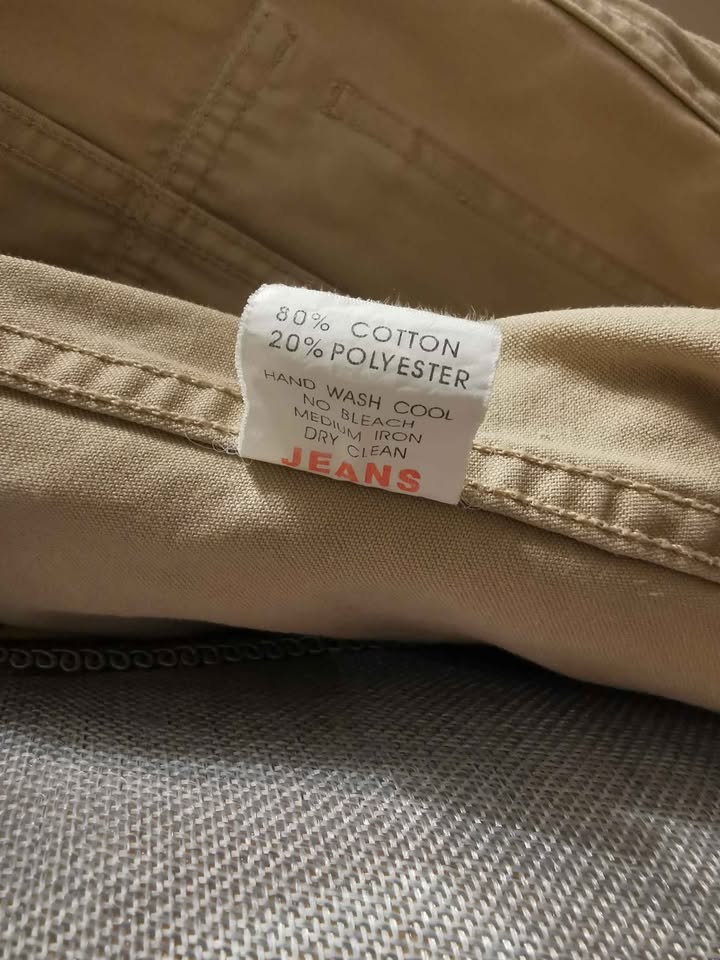 80% COTTON
20% POLYESTER
HAND WASH COOL
NO BLEACH
MEDIUM IRON
DRY CLEAN
JEANS